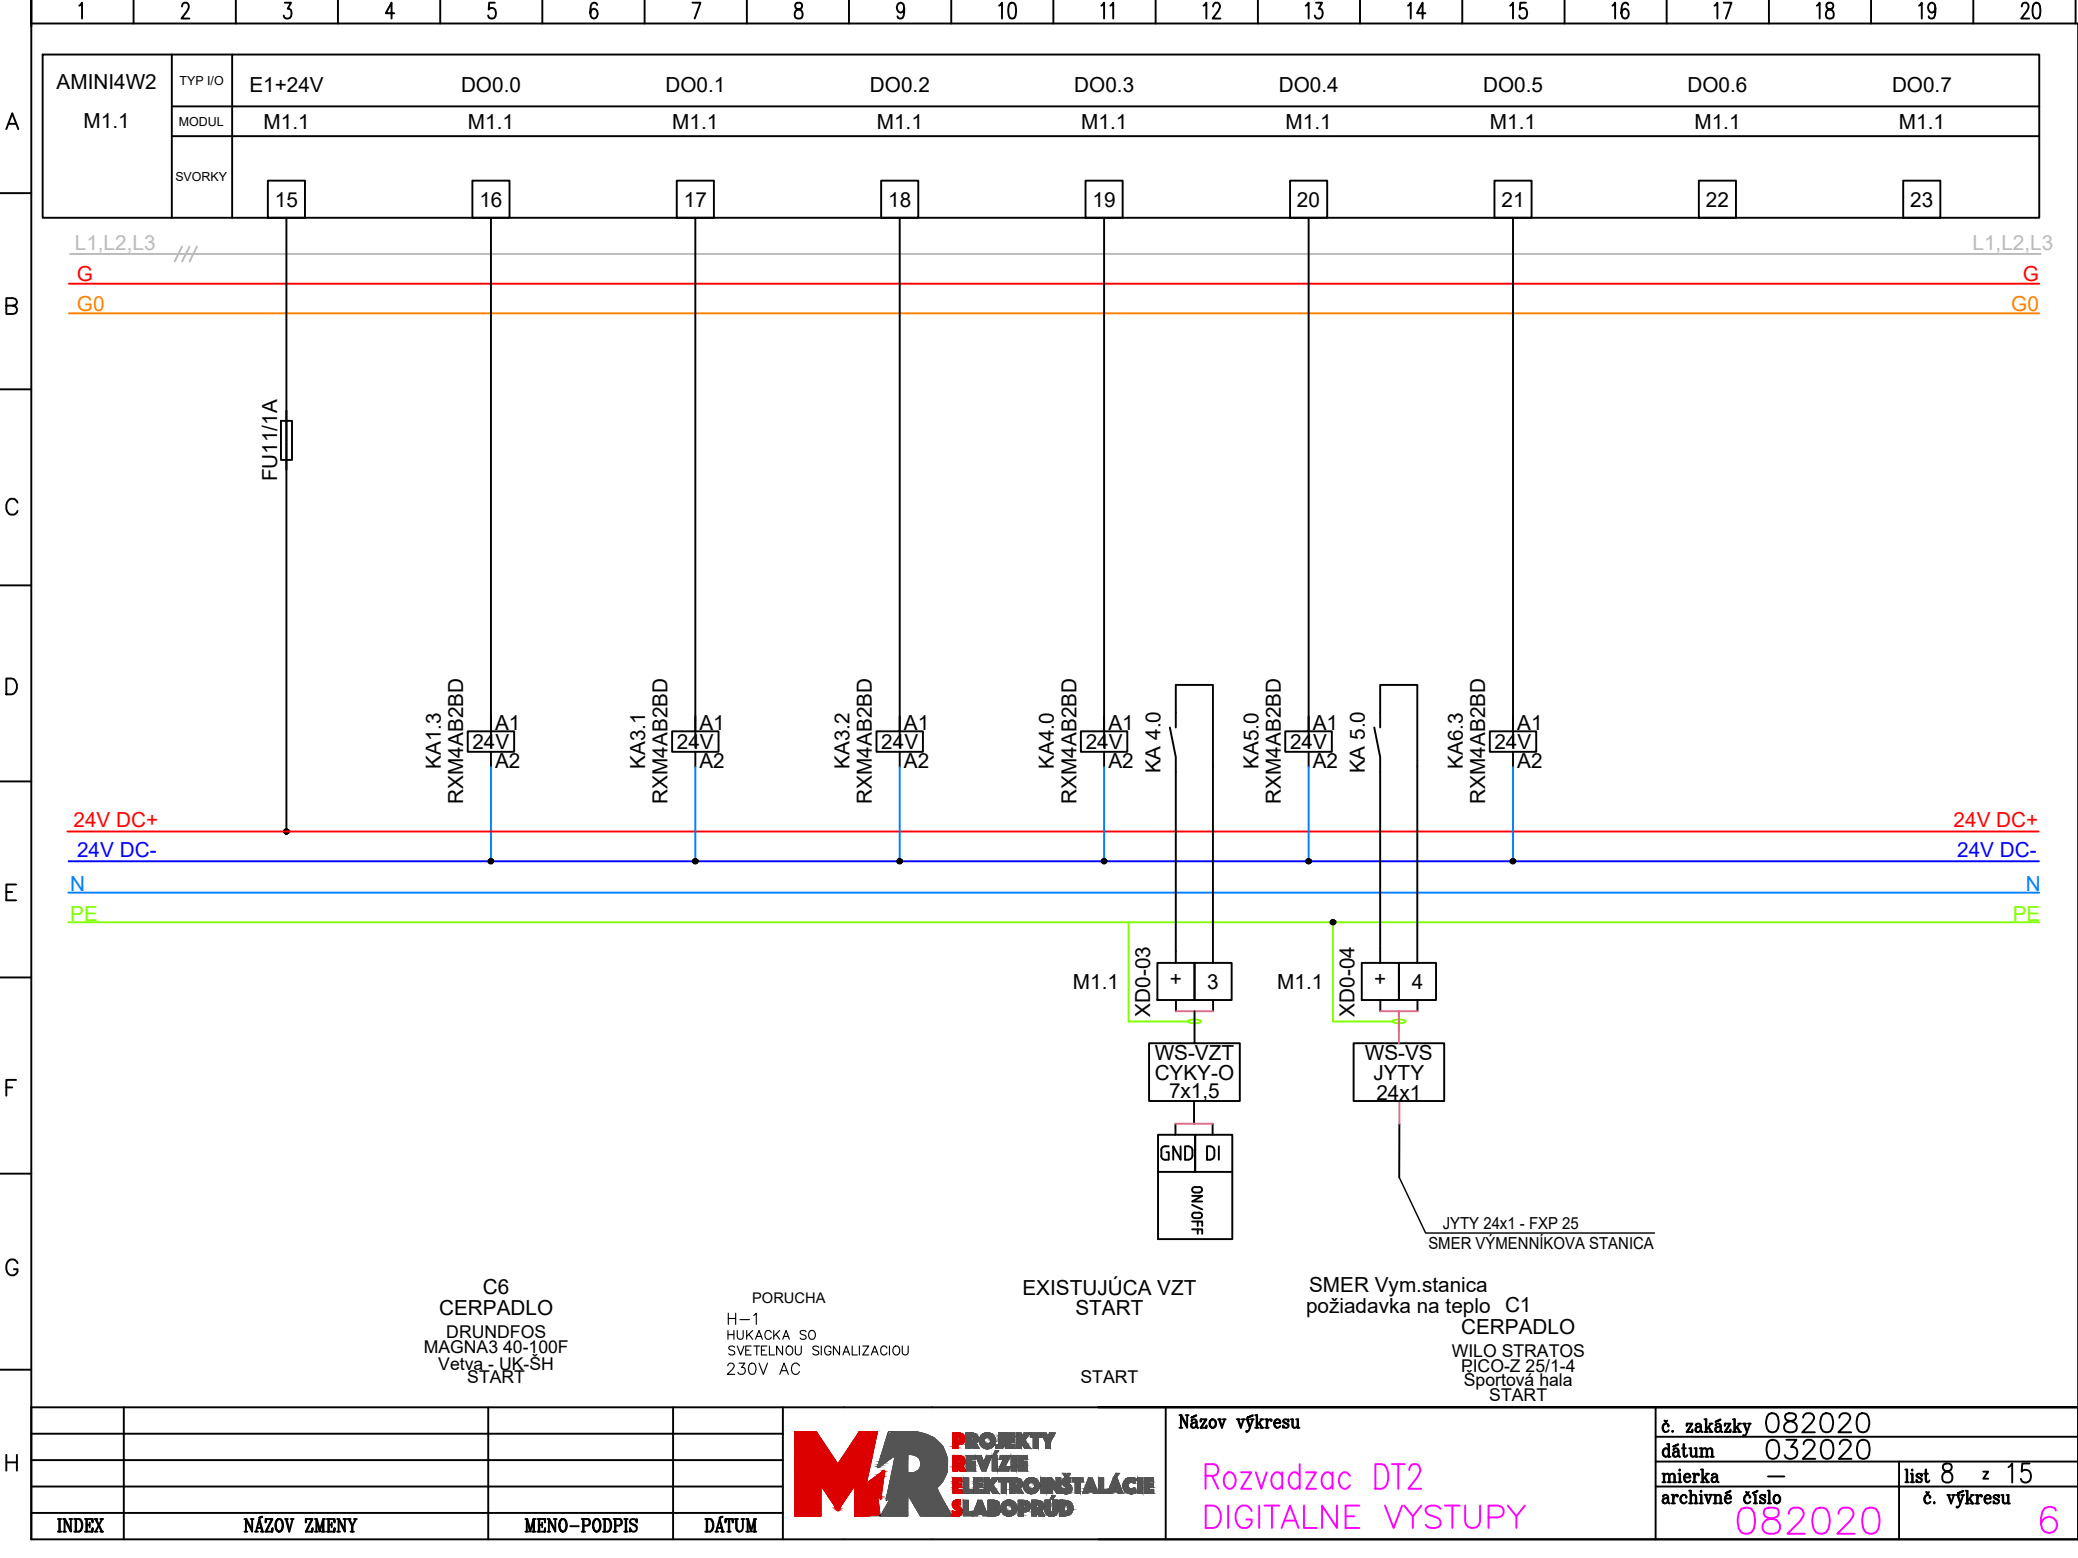 1 2 3 4 5 6 7 8 9 10 11 12 13 14 15 16 17 18 19 20
AMINI4W2 TYP I/O E1+24V DO0.0 DO0.1 DO0.2 DO0.3 DO0.4 DO0.5 DO0.6 DO0.7
A M1.1 MODUL M1.1 M1.1 M1.1 M1.1 M1.1 M1.1 M1.1 M1.1 M1.1
SVORKY
15 16 17 18 19 20 21 22 23
L1,L2,L3 L1,L2,L3
G G
B G0 G0
FU11/1A
C
D
KA1.3
RXM4AB2BD
A1
24V
A2
KA3.1
RXM4AB2BD
A1
24V
A2
KA3.2
RXM4AB2BD
A1
24V
A2
KA4.0
RXM4AB2BD
A1
24V
A2
KA 4.0
KA5.0
RXM4AB2BD
A1
24V
A2
KA 5.0
KA6.3
RXM4AB2BD
A1
24V
A2
24V DC+ 24V DC+
24V DC- 24V DC-
E N N
PE PE
M1.1 XD0-03 + 3
M1.1 XD0-04 + 4
F
WS-VZT
CYKY-O
7x1,5
WS-VS
JYTY
24x1
GND DI
ON/OFF
JYTY 24x1 - FXP 25
SMER VÝMENNÍKOVA STANICA
G
C6
CERPADLO
DRUNDFOS
MAGNA3 40-100F
Vetva - UK-ŠH
START
PORUCHA
H-1
HUKACKA SO
SVETELNOU SIGNALIZACIOU
230V AC
EXISTUJÚCA VZT
START
START
SMER Vym.stanica
požiadavka na teplo
C1
CERPADLO
WILO STRATOS
PICO-Z 25/1-4
Športová hala
START
H
INDEX NÁZOV ZMENY MENO-PODPIS DÁTUM
MR
PROJEKTY
REVÍZIE
ELEKTROINŠTALÁCIE
SLABOPRÚD
Názov výkresu
Rozvadzac DT2
DIGITALNE VYSTUPY
č. zakázky 082020
dátum 032020
mierka – list 8 z 15
archivné číslo č. výkresu
082020 6